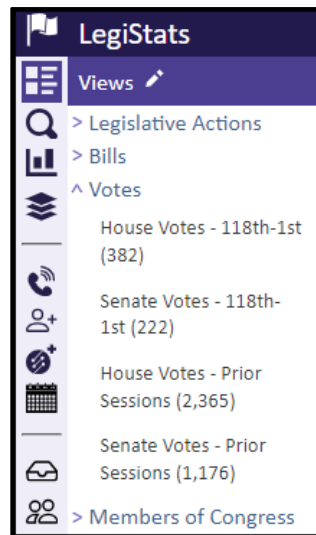 LegiStats
Views
> Legislative Actions
> Bills
^ Votes
House Votes - 118th-1st
(382)
Senate Votes - 118th-
1st (222)
House Votes - Prior
Sessions (2,365)
Senate Votes - Prior
Sessions (1,176)
> Members of Congress